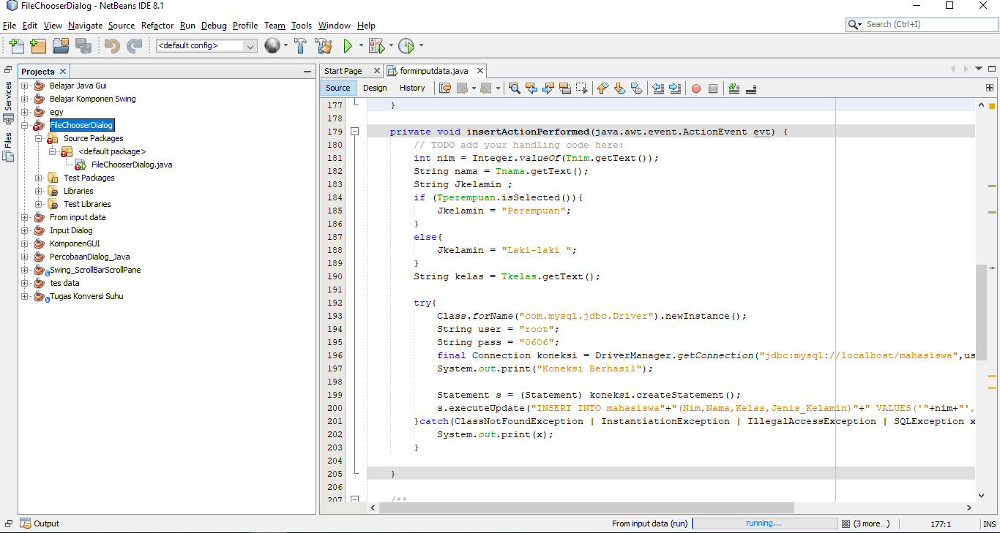 FileChooserDialog - NetBeans IDE 8.1
File Edit View Navigate Source Refactor Run Debug Profile Team Tools Window Help
Search (Ctrl+I)
<default config>
Projects
Start Page
forminputdata.java
Services
Files
Belajar Java Gui
Belajar Komponen Swing
egy
FileChooserDialog
Source Packages
<default package>
FileChooserDialog.java
Test Packages
Libraries
Test Libraries
From input data
Input Dialog
KomponenGUI
PercobaanDialog_Java
Swing_ScrollBarScrollPane
tes data
Tugas Konversi Suhu
Source Design History
177 }
178
179 private void insertActionPerformed(java.awt.event.ActionEvent evt) {
180 // TODO add your handling code here:
181 int nim = Integer.valueOf(Tnim.getText());
182 String nama = Tnama.getText();
183 String Jkelamin ;
184 if (Tperempuan.isSelected()){
185 Jkelamin = "Perempuan";
186 }
187 else{
188 Jkelamin = "Laki-laki ";
189 }
190 String kelas = Tkelas.getText();
191
192 try{
193 Class.forName("com.mysql.jdbc.Driver").newInstance();
194 String user = "root";
195 String pass = "0606";
196 final Connection koneksi = DriverManager.getConnection("jdbc:mysql://localhost/mahasiswa",us
197 System.out.print("Koneksi Berhasil");
198
199 Statement s = (Statement) koneksi.createStatement();
200 s.executeUpdate("INSERT INTO mahasiswa"+"(Nim,Nama,Kelas,Jenis_Kelamin)"+" VALUES('"+nim+"',
201 }catch(ClassNotFoundException | InstantiationException | IllegalAccessException | SQLException x
202 System.out.print(x);
203 }
204
205 }
206
207 /**
Output
From input data (run) running... (3 more...) 177:1 INS